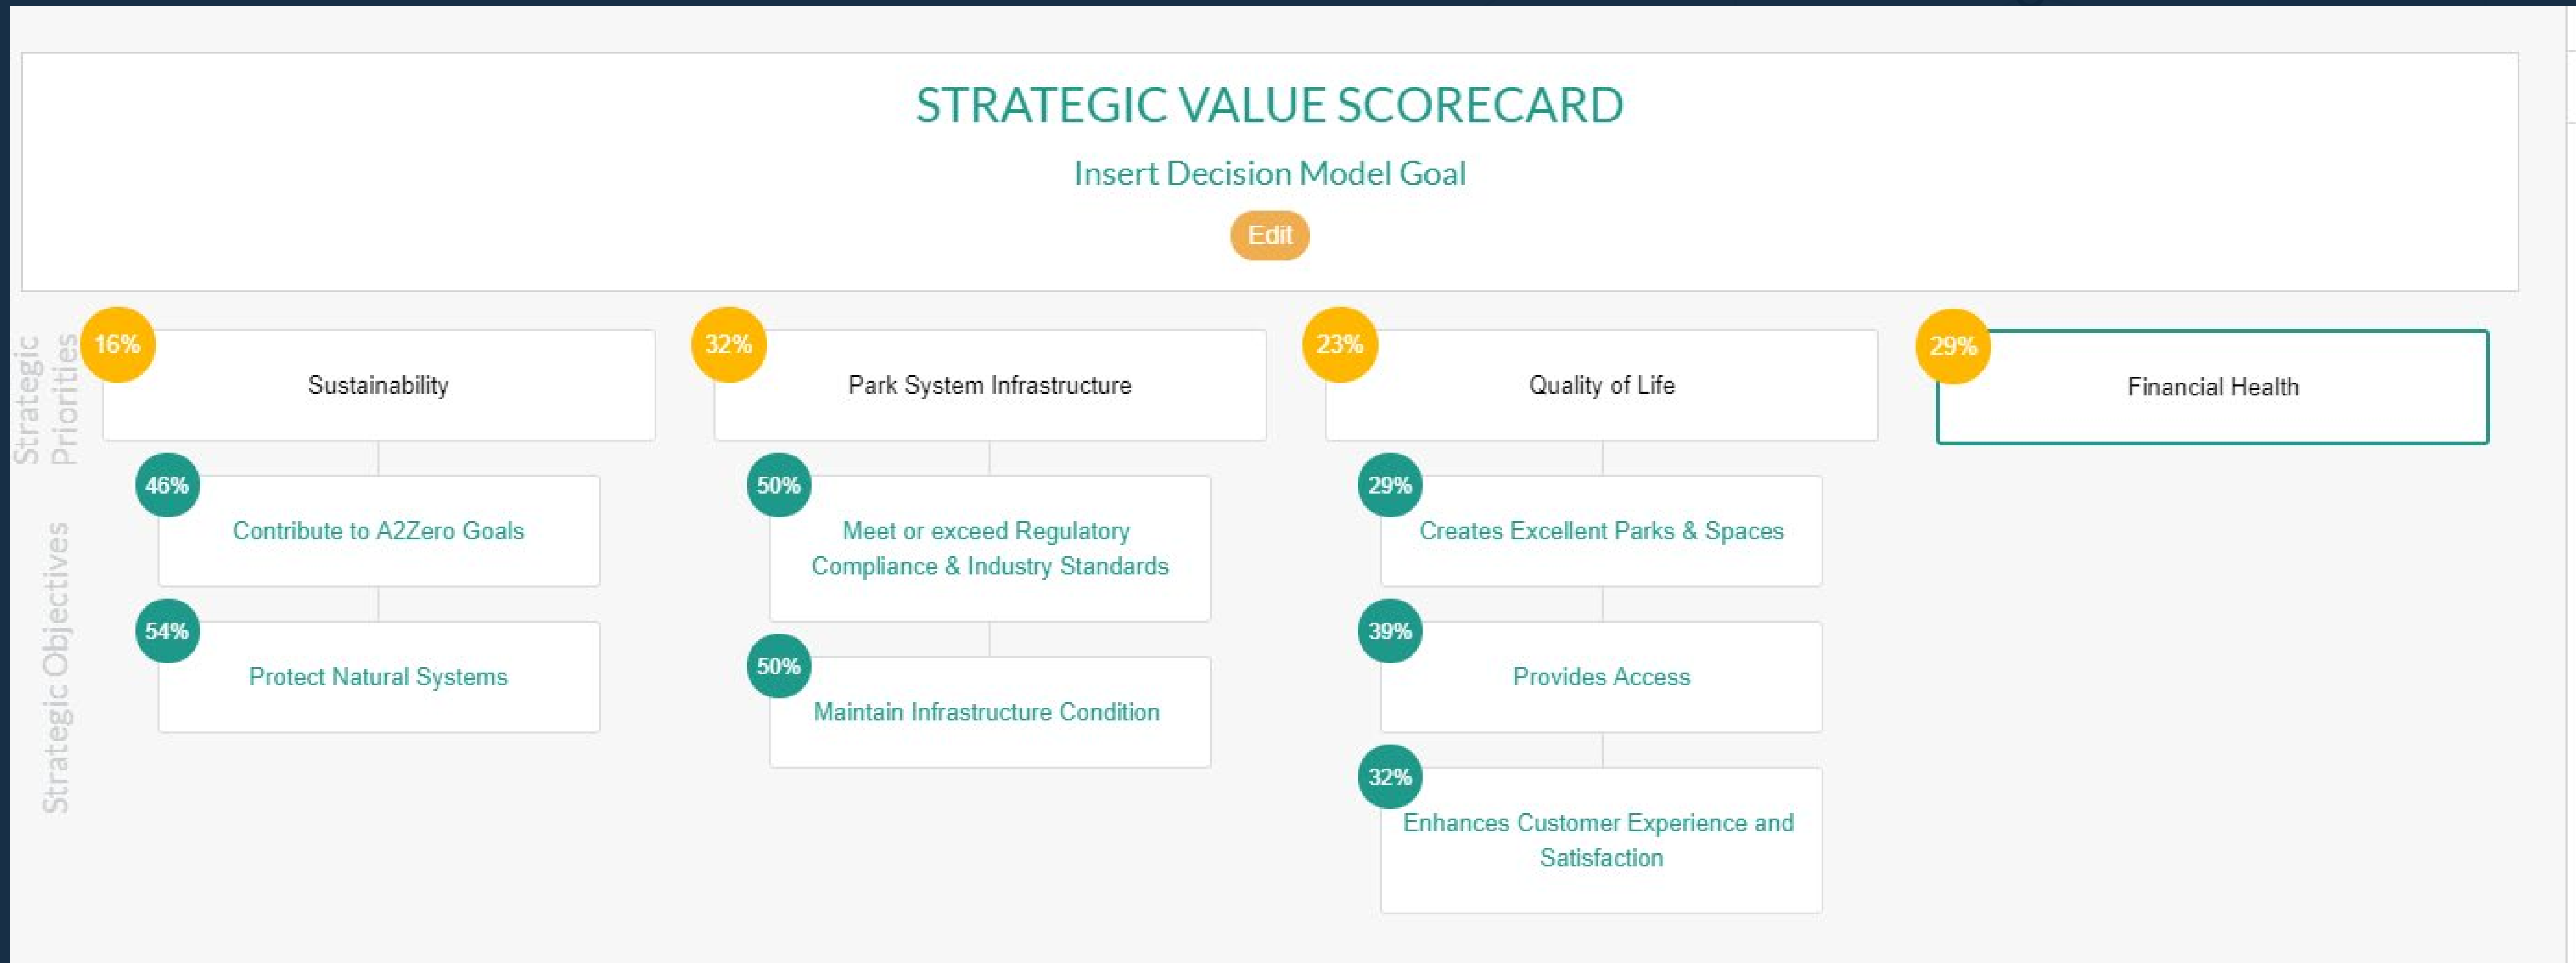 STRATEGIC VALUE SCORECARD
Insert Decision Model Goal
Edit
Strategic
Priorities
16%
Sustainability
32%
Park System Infrastructure
23%
Quality of Life
29%
Financial Health
Strategic Objectives
46%
Contribute to A2Zero Goals
54%
Protect Natural Systems
50%
Meet or exceed Regulatory
Compliance & Industry Standards
50%
Maintain Infrastructure Condition
29%
Creates Excellent Parks & Spaces
39%
Provides Access
32%
Enhances Customer Experience and
Satisfaction